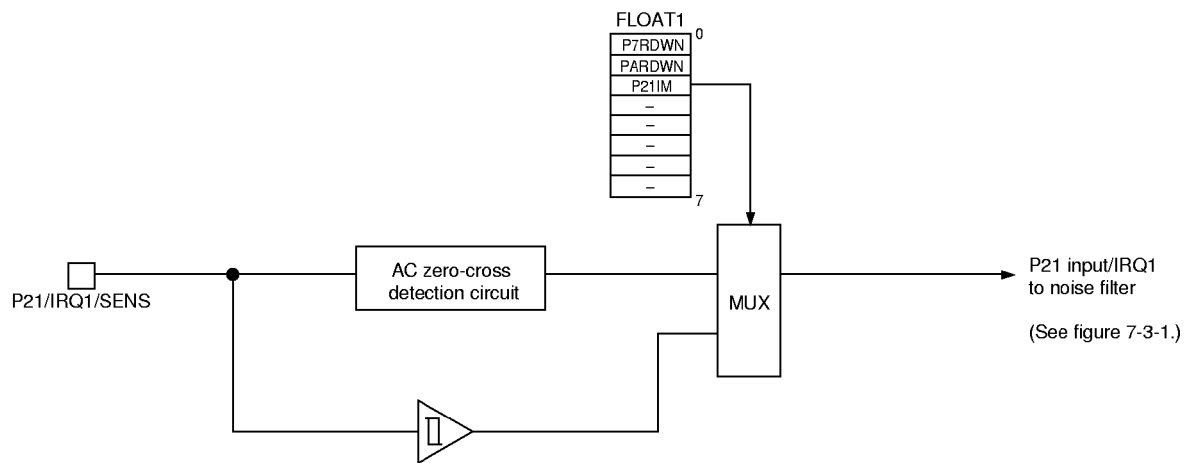 FLOAT1
0
P7RDWN
PARDWN
P21IM
–
–
–
–
–
7
P21/IRQ1/SENS
AC zero-cross
detection circuit
MUX
P21 input/IRQ1
to noise filter
(See figure 7-3-1.)